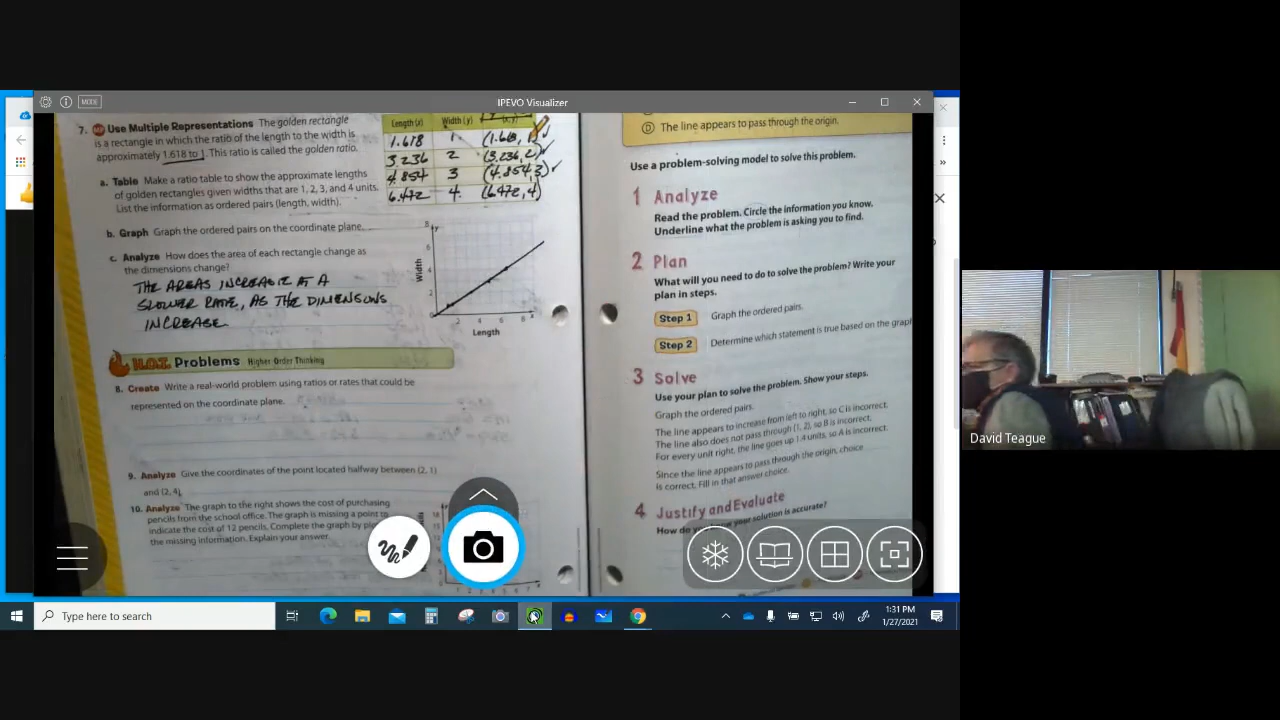 IPEVO Visualizer
MODE
7. MP Use Multiple Representations The golden rectangle
is a rectangle in which the ratio of the length to the width is
approximately 1.618 to 1. This ratio is called the golden ratio.
a. Table Make a ratio table to show the approximate lengths
of golden rectangles given widths that are 1, 2, 3, and 4 units.
List the information as ordered pairs (length, width).
Length (x) Width (y) (x, y)
1.618 1
3.236 2 (3.236, 2)
4.854 3 (4.854, 3)
6.472 4 (6.472, 4)
b. Graph Graph the ordered pairs on the coordinate plane.
c. Analyze How does the area of each rectangle change as
the dimensions change?
THE AREAS INCREASE AT A
SLOWER RATE, AS THE DIMENSIONS
INCREASE
Width
8 y
6
4
2
2 4 6 8 x
Length
H.O.T. Problems Higher Order Thinking
8. Create Write a real-world problem using ratios or rates that could be
represented on the coordinate plane.
9. Analyze Give the coordinates of the point located halfway between (2, 1)
and (2, 4).
10. Analyze The graph to the right shows the cost of purchasing
pencils from the school office. The graph is missing a point to
indicate the cost of 12 pencils. Complete the graph by
the missing information. Explain your answer.
D The line appears to pass through the origin.
Use a problem-solving model to solve this problem.
1 Analyze
Read the problem. Circle the information you know.
Underline what the problem is asking you to find.
2 Plan
What will you need to do to solve the problem? Write your
plan in steps.
Step 1 Graph the ordered pairs.
Step 2 Determine which statement is true based on the graph
3 Solve
Use your plan to solve the problem. Show your steps.
Graph the ordered pairs.
The line appears to increase from left to right, so C is incorrect.
The line also does not pass through (1, 2), so B is incorrect.
For every unit right, the line goes up 1.4 units, so A is incorrect.
Since the line appears to pass through the origin, choice
is correct. Fill in that answer choice.
4 Justify and Evaluate
How do you know your solution is accurate?
David Teague
Type here to search
1:31 PM
1/27/2021